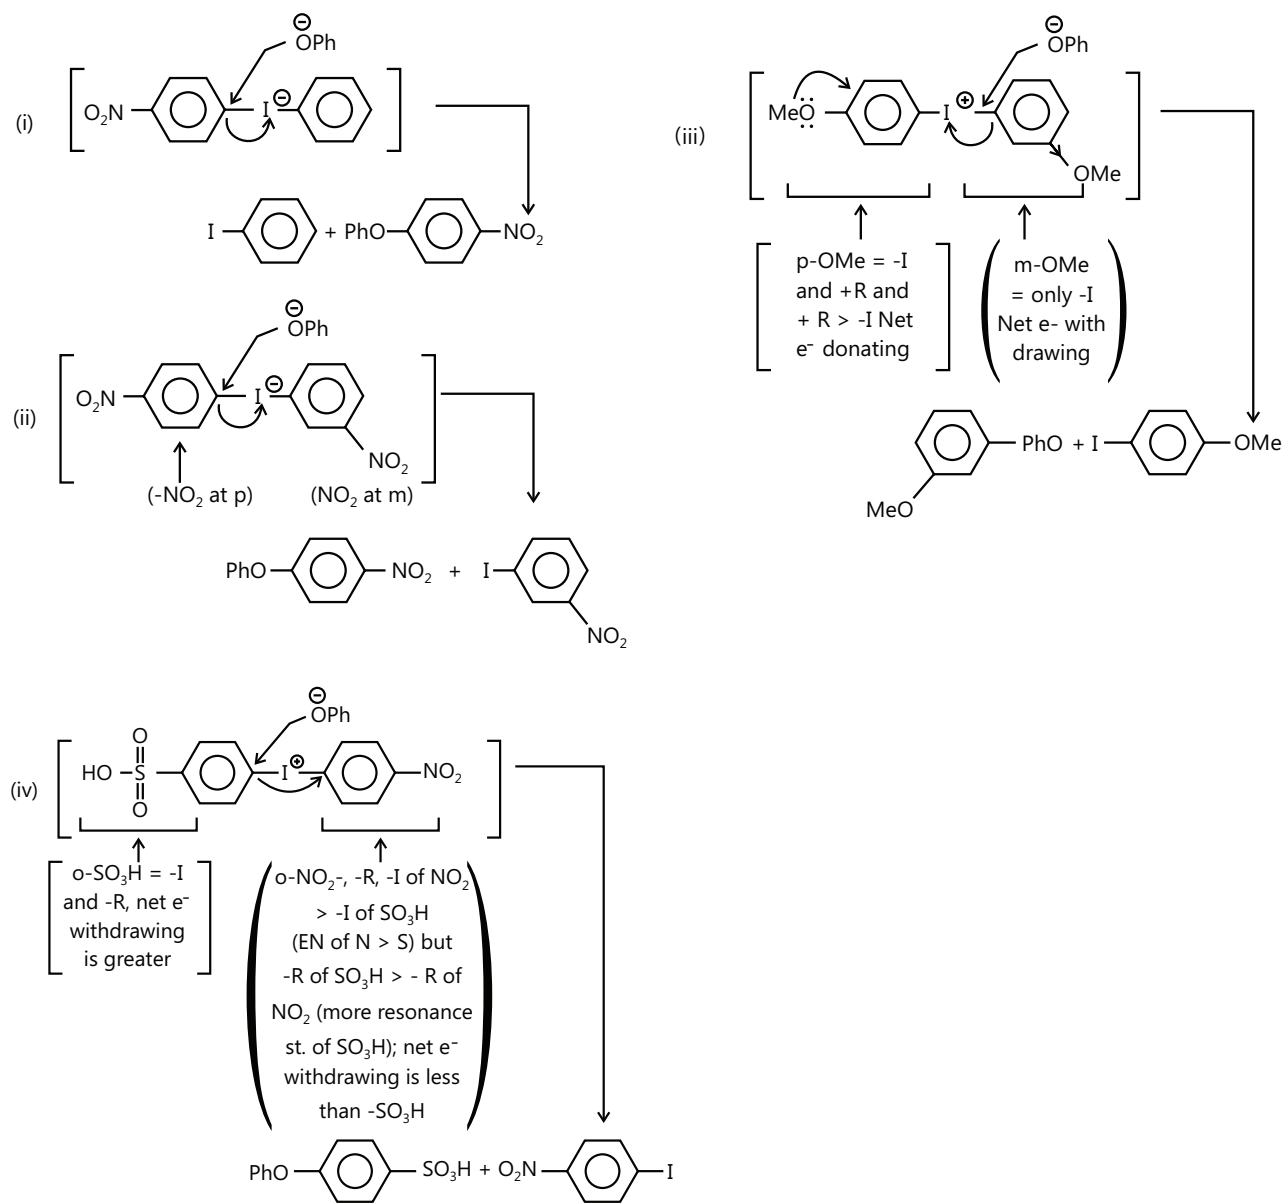 (i)
O₂N I ⊖
⊖
OPh
I + PhO NO₂
(ii)
⊖
OPh
O₂N I ⊖
NO₂
(-NO₂ at p) (NO₂ at m)
PhO NO₂ + I
NO₂
(iii)
⊖
OPh
MeO I ⊕
OMe
p-OMe = -I
and +R and
+ R > -I Net
e⁻ donating
m-OMe
= only -I
Net e- with
drawing
PhO + I OMe
MeO
(iv)
⊖
OPh
O
HO S I ⊕ NO₂
O
o-SO₃H = -I
and -R, net e⁻
withdrawing
is greater
o-NO₂-, -R, -I of NO₂
> -I of SO₃H
(EN of N > S) but
-R of SO₃H > - R of
NO₂ (more resonance
st. of SO₃H); net e⁻
withdrawing is less
than -SO₃H
PhO SO₃H + O₂N I